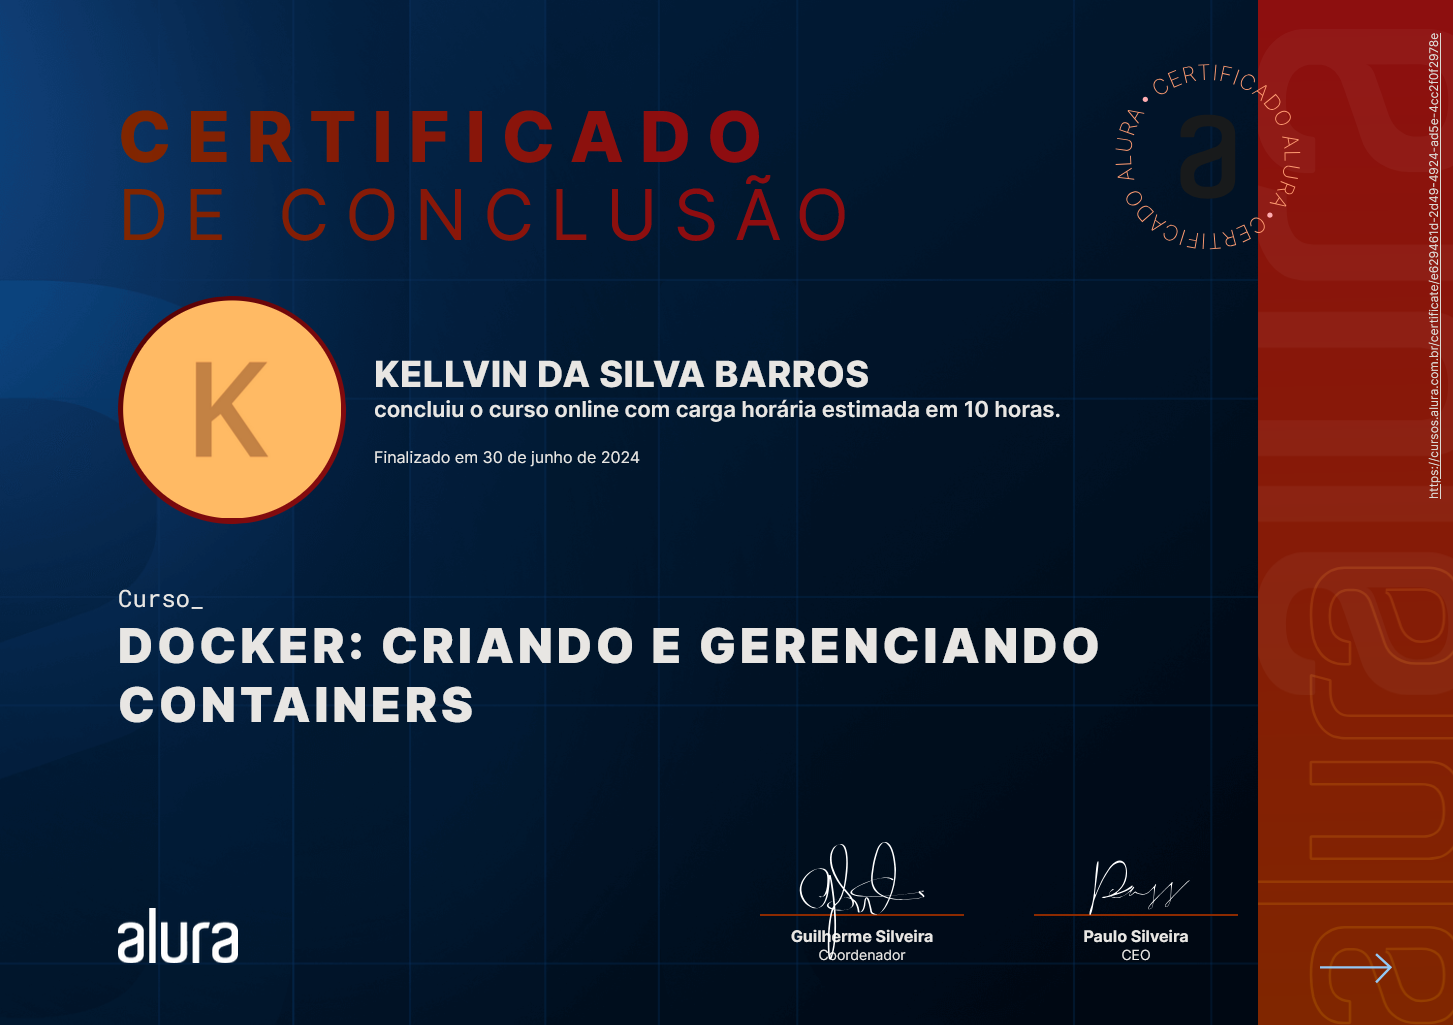 CERTIFICADO
DE CONCLUSÃO
CERTIFICADO ALURA • CERTIFICADO ALURA •
a
K
KELLVIN DA SILVA BARROS
concluiu o curso online com carga horária estimada em 10 horas.
Finalizado em 30 de junho de 2024
Curso_
DOCKER: CRIANDO E GERENCIANDO
CONTAINERS
alura
Guilherme Silveira
Coordenador
Paulo Silveira
CEO
https://cursos.alura.com.br/certificate/e629461d-2d49-4924-ad5e-4cc2f0f2978e
alura